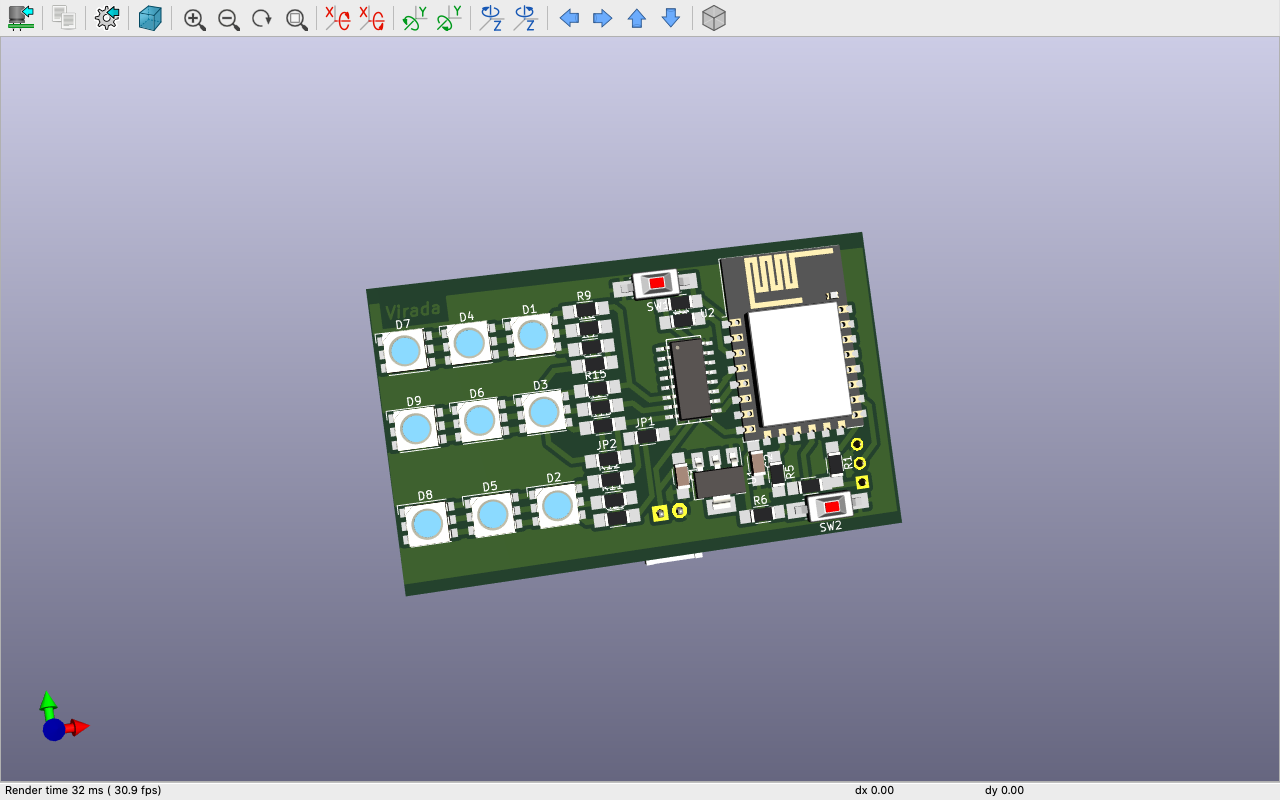 X X Y Y Z Z
Virada
R9
SW1
U2
D1
D4
D7
R15
D3
D6
D9
JP1
JP2
D2
D5
D8
R5
R1
R6
SW2
Render time 32 ms ( 30.9 fps)
dx 0.00
dy 0.00